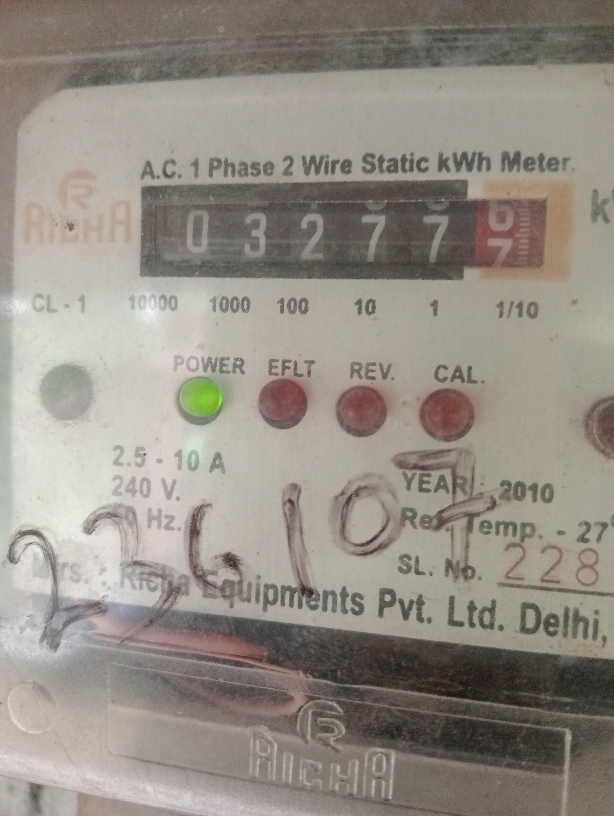 A.C. 1 Phase 2 Wire Static kWh Meter.
RICHA
0 3 2 7 7 6
7
CL - 1 10000 1000 100 10 1 1/10
POWER EFLT REV. CAL.
2.5 - 10 A
240 V.
Hz.
YEAR 2010
Temp. - 27
SL. No. 228
Richa Equipments Pvt. Ltd. Delhi,
RICHA